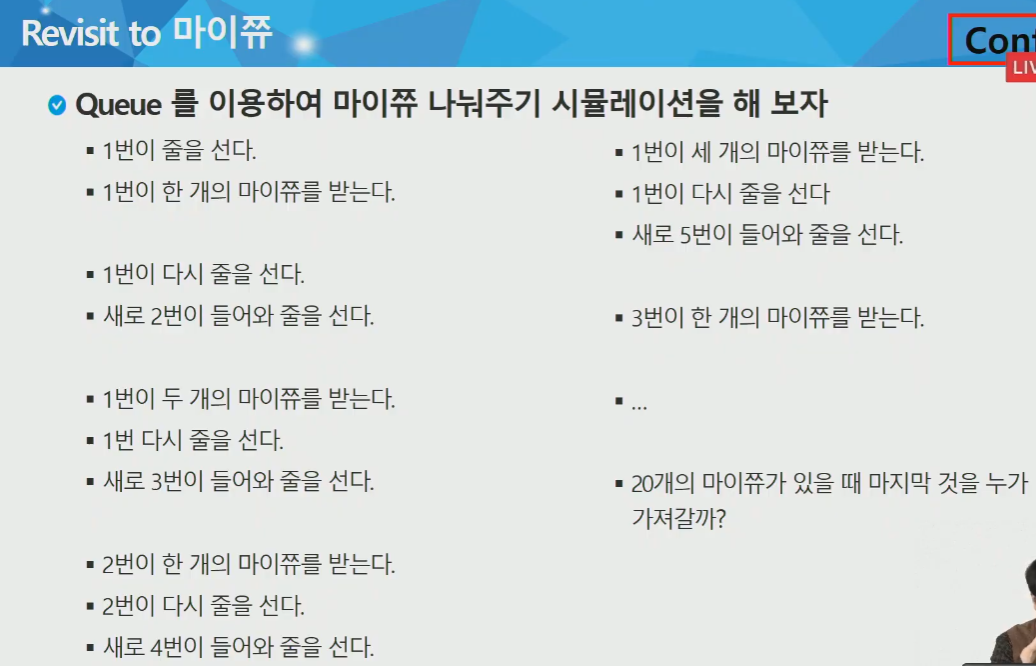 Revisit to 마이쮸
Queue 를 이용하여 마이쮸 나눠주기 시뮬레이션을 해 보자
1번이 줄을 선다.
1번이 한 개의 마이쮸를 받는다.
1번이 다시 줄을 선다.
새로 2번이 들어와 줄을 선다.
1번이 두 개의 마이쮸를 받는다.
1번 다시 줄을 선다.
새로 3번이 들어와 줄을 선다.
2번이 한 개의 마이쮸를 받는다.
2번이 다시 줄을 선다.
새로 4번이 들어와 줄을 선다.
1번이 세 개의 마이쮸를 받는다.
1번이 다시 줄을 선다
새로 5번이 들어와 줄을 선다.
3번이 한 개의 마이쮸를 받는다.
...
20개의 마이쮸가 있을 때 마지막 것을 누가
가져갈까?